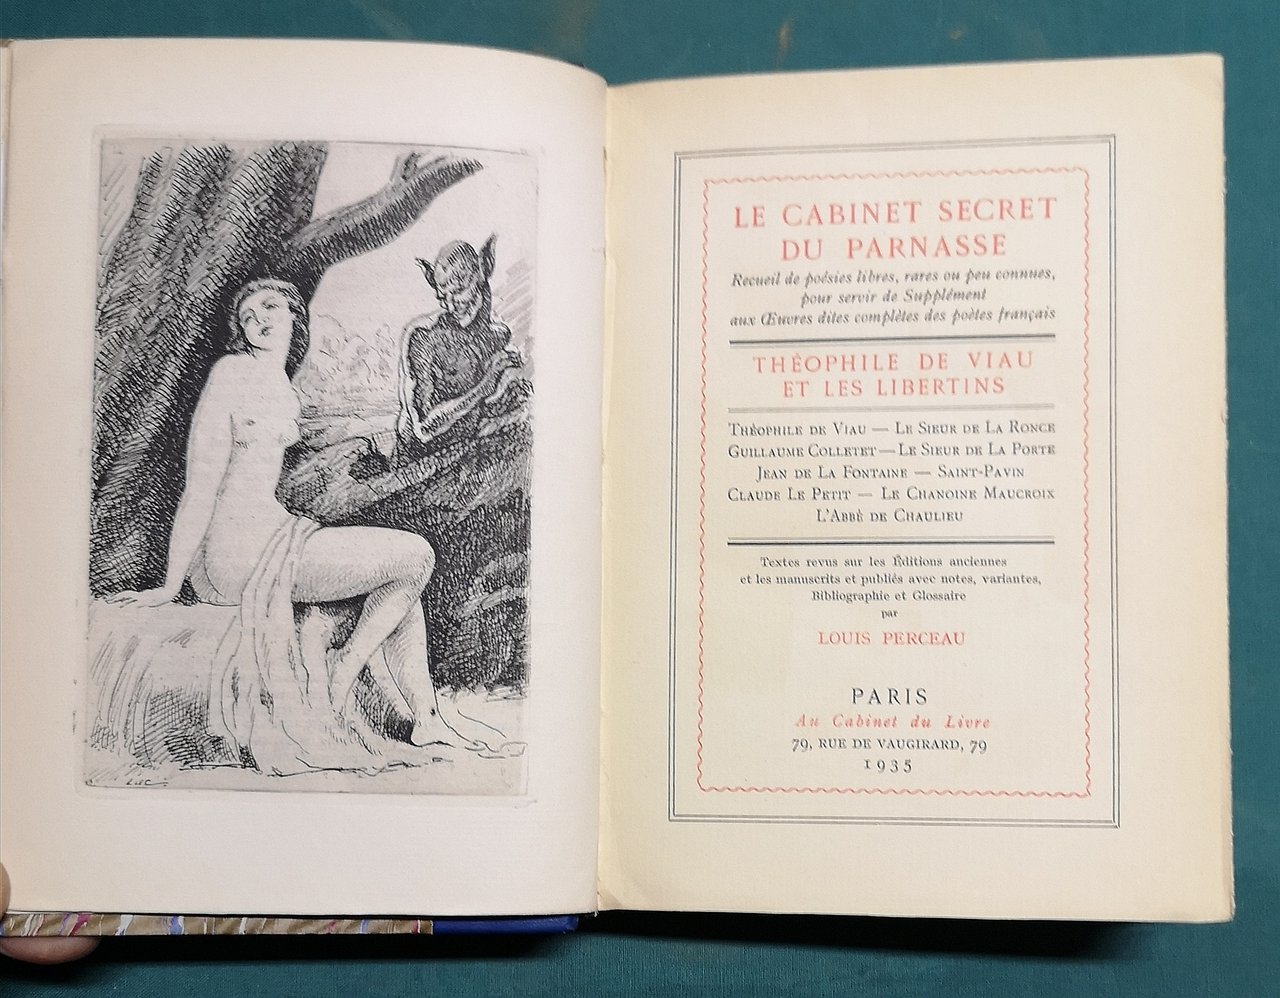 LUC
LE CABINET SECRET
DU PARNASSE
Recueil de poésies libres, rares ou peu connues,
pour servir de Supplément
aux Œuvres dites complètes des poètes français
THÉOPHILE DE VIAU
ET LES LIBERTINS
THÉOPHILE DE VIAU — LE SIEUR DE LA RONCE
GUILLAUME COLLETET — LE SIEUR DE LA PORTE
JEAN DE LA FONTAINE — SAINT-PAVIN
CLAUDE LE PETIT — LE CHANOINE MAUCROIX
L'ABBÉ DE CHAULIEU
Textes revus sur les Éditions anciennes
et les manuscrits et publiés avec notes, variantes,
Bibliographie et Glossaire
par
LOUIS PERCEAU
PARIS
Au Cabinet du Livre
79, RUE DE VAUGIRARD, 79
1935